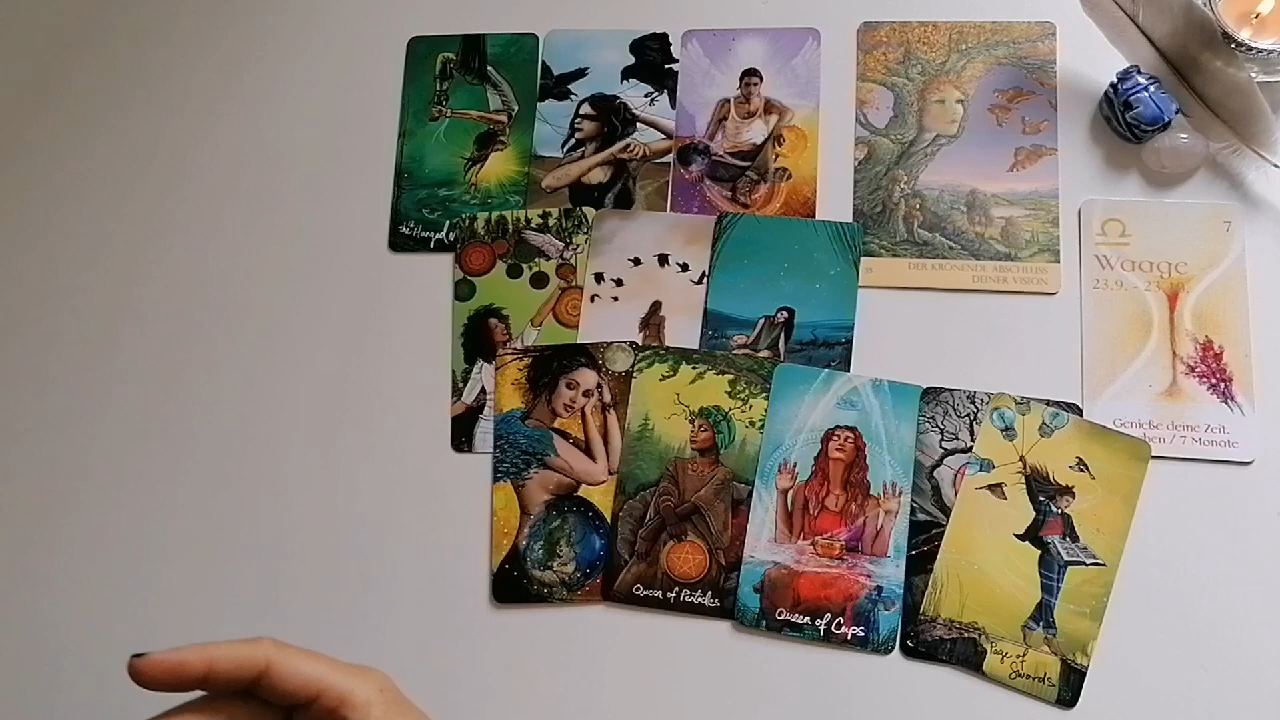 the Hanged
DER KRÖNENDE ABSCHLUSS
DEINER VISION
7
Waage
23.9. - 23.10.
Genieße deine Zeit.
/ 7 Monate
Queen of Pentacles
Queen of Cups
Page of
Swords